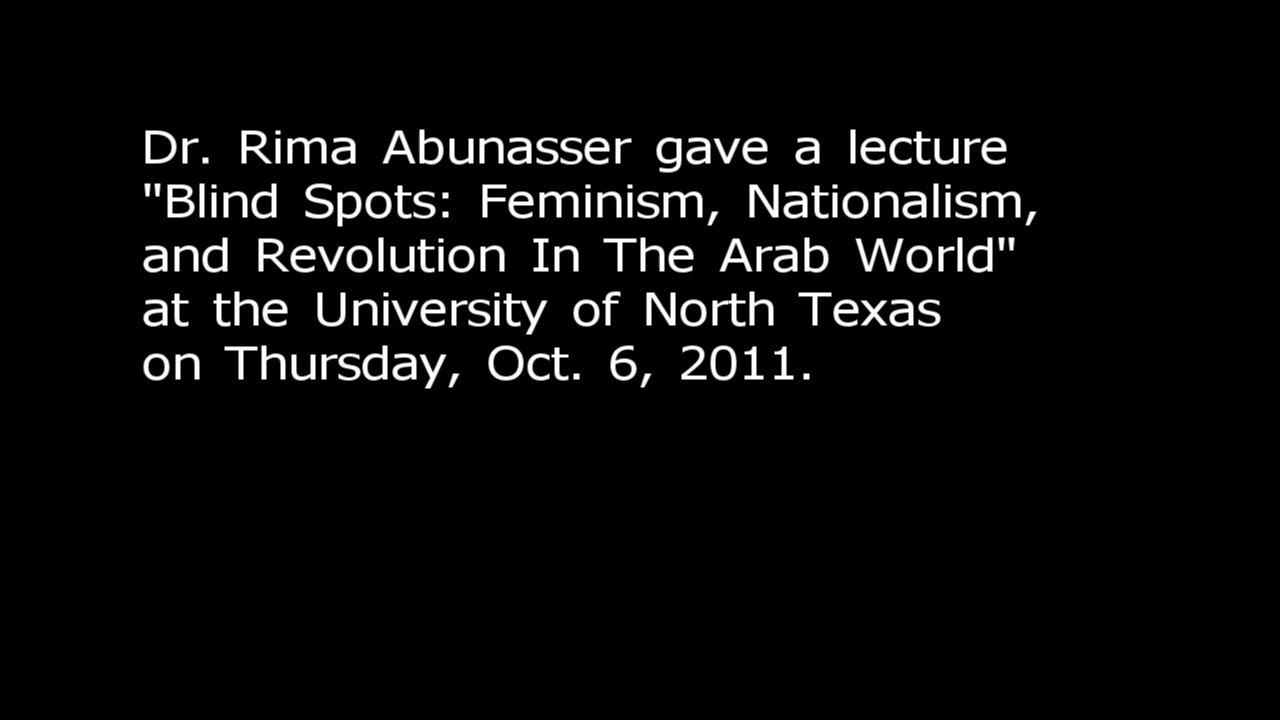 Dr. Rima Abunasser gave a lecture
"Blind Spots: Feminism, Nationalism,
and Revolution In The Arab World"
at the University of North Texas
on Thursday, Oct. 6, 2011.